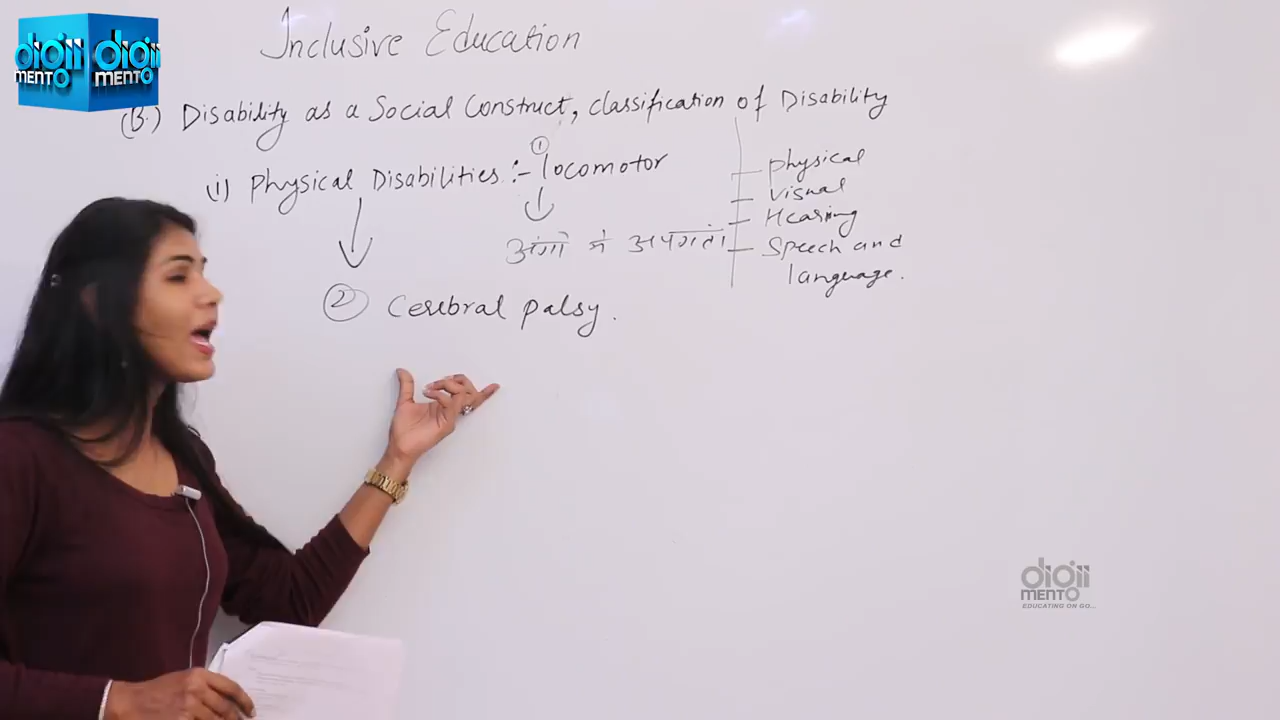 digii
MENTO
digii
MENTO
Inclusive Education
(B.) Disability as a Social Construct, classification of Disability
(i) Physical Disabilities :- ① locomotor
अंगो मे अपंगता
② Cerebral palsy.
physical
visual
Hearing
Speech and
language.
digii
MENTO
EDUCATING ON GO...